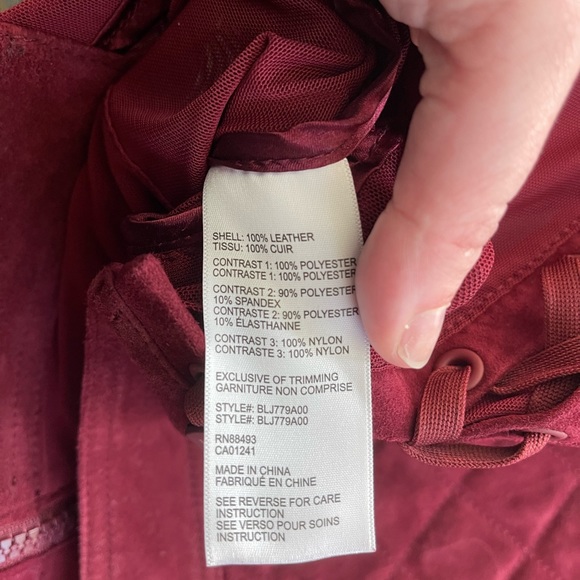 SHELL: 100% LEATHER
TISSU: 100% CUIR
CONTRAST 1: 100% POLYESTER
CONTRASTE 1: 100% POLYESTER
CONTRAST 2: 90% POLYESTER
10% SPANDEX
CONTRASTE 2: 90% POLYESTER
10% ÉLASTHANNE
CONTRAST 3: 100% NYLON
CONTRASTE 3: 100% NYLON
EXCLUSIVE OF TRIMMING
GARNITURE NON COMPRISE
STYLE#: BLJ779A00
STYLE#: BLJ779A00
RN88493
CA01241
MADE IN CHINA
FABRIQUÉ EN CHINE
SEE REVERSE FOR CARE
INSTRUCTION
SEE VERSO POUR SOINS
INSTRUCTION